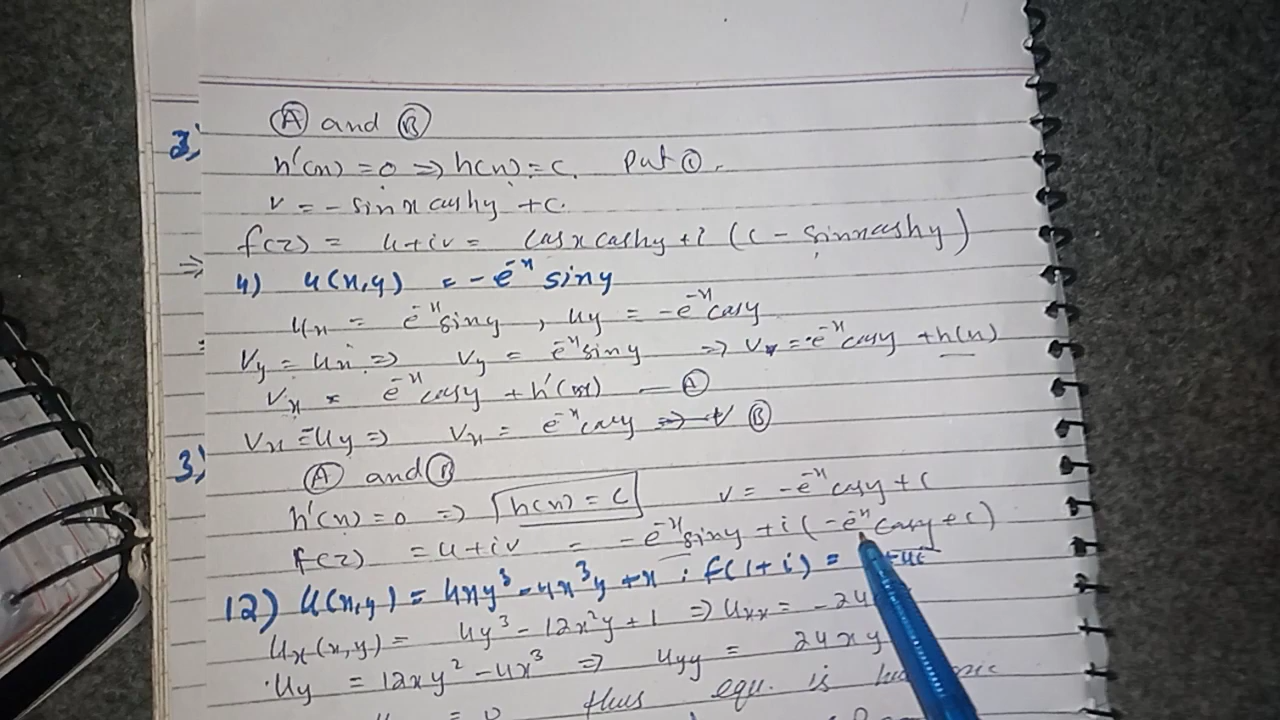 Ⓐ and Ⓑ
3)
h'(x) = 0 ⇒ h(x) = c. Put ①.
v = - sin x cosh y + c.
f(z) = u + iv = cos x cosh y + i (c - sin x cosh y)
⇒
4) u(x,y) = -e^-x sin y
u_x = e^-x sin y , u_y = -e^-x cos y
V_y = u_x ⇒ V_y = e^-x sin y ⇒ V = -e^-x cos y + h(x)
V_x = e^-x cos y + h'(x) — Ⓐ
V_x = -u_y ⇒ V_x = e^-x cos y → Ⓑ
3)
Ⓐ and Ⓑ
h'(x) = 0 ⇒ h(x) = c v = -e^-x cos y + c
f(z) = u + iv = -e^-x sin y + i (-e^-x cos y + c)
12) u(x,y) = 4xy^3 - 4x^3y + x ; f(1+i) =
u_x(x,y) = 4y^3 - 12x^2y + 1 ⇒ u_xx = -24
u_y = 12xy^2 - 4x^3 ⇒ u_yy = 24xy
= 0 thus equ. is